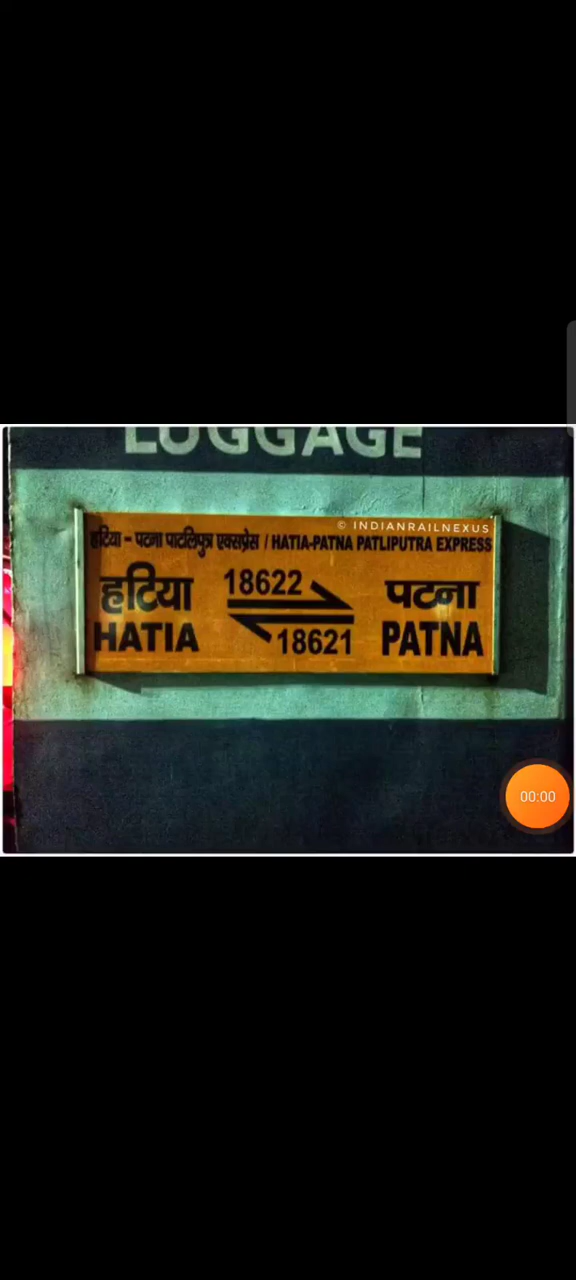 LUGGAGE
© INDIANRAILNEXUS
हटिया - पटना पाटलिपुत्र एक्सप्रेस / HATIA-PATNA PATLIPUTRA EXPRESS
हटिया 18622 पटना
HATIA 18621 PATNA
00:00